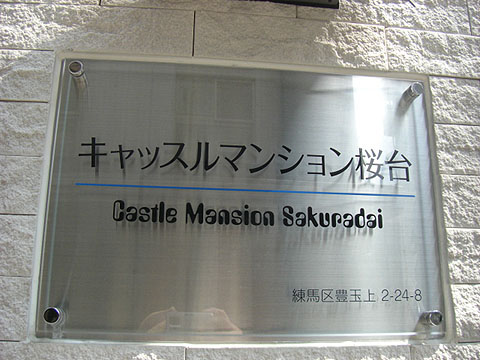 キャッスルマンション桜台
Castle Mansion Sakuradai
練馬区豊玉上 2-24-8